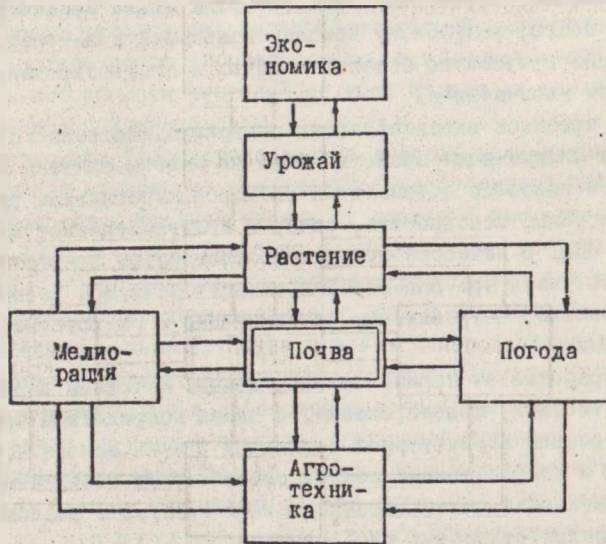 Эко-
номика
Урожай
Растение
Мелио-
рация
Почва
Погода
Агро-
техни-
ка